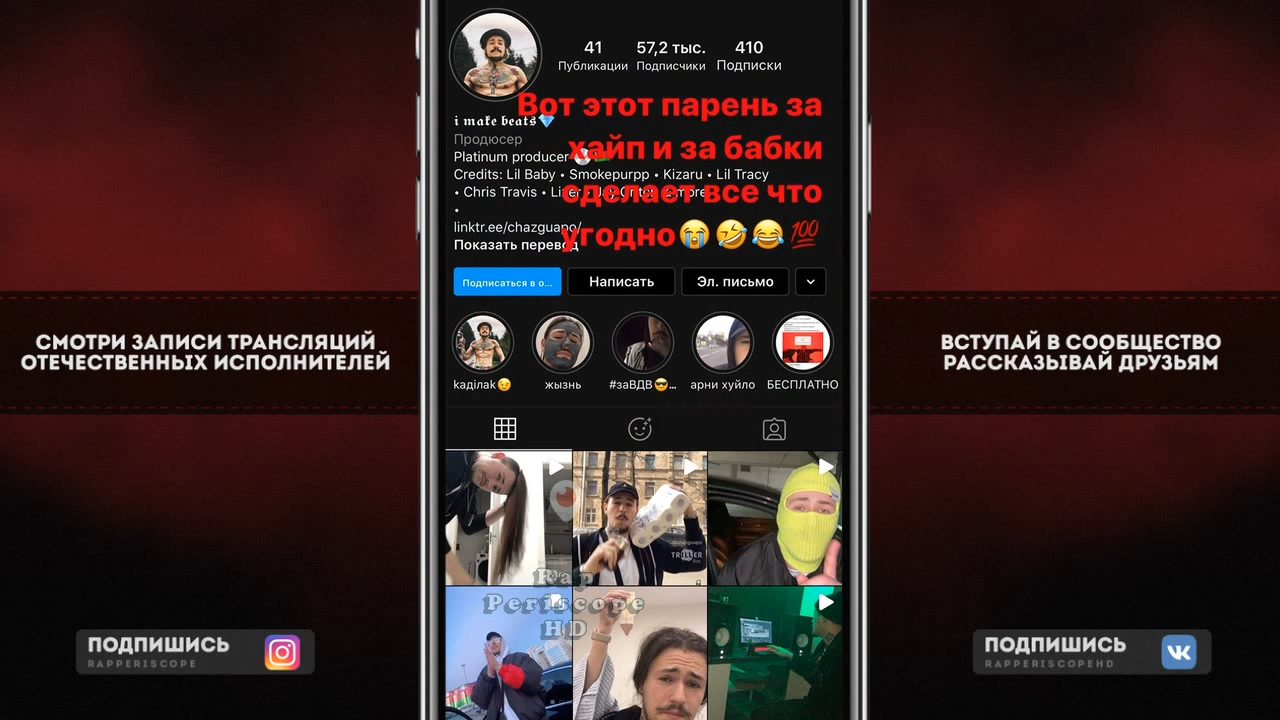 41 57,2 тыс. 410
Публикации Подписчики Подписки
Вот этот парень за
хайп и за бабки
сделает все что
угодно😭🤣😂💯
𝖎 𝖒𝖆𝖐𝖊 𝖇𝖊𝖆𝖙𝖘💎
Продюсер
Platinum producer
Credits: Lil Baby • Smokepurpp • Kizaru • Lil Tracy
• Chris Travis •
•
linktr.ee/chazguapo/
Показать перевод
Подписаться в о... Написать Эл. письмо
СМОТРИ ЗАПИСИ ТРАНСЛЯЦИЙ
ОТЕЧЕСТВЕННЫХ ИСПОЛНИТЕЛЕЙ
ВСТУПАЙ В СООБЩЕСТВО
РАССКАЗЫВАЙ ДРУЗЬЯМ
каділак😉 жызнь #заВДВ😎... арни хуйло БЕСПЛАТНО
TRILLER
Rap
Periscope
HD
ПОДПИШИСЬ
RAPPERISCOPE
ПОДПИШИСЬ
RAPPERISCOPEHD